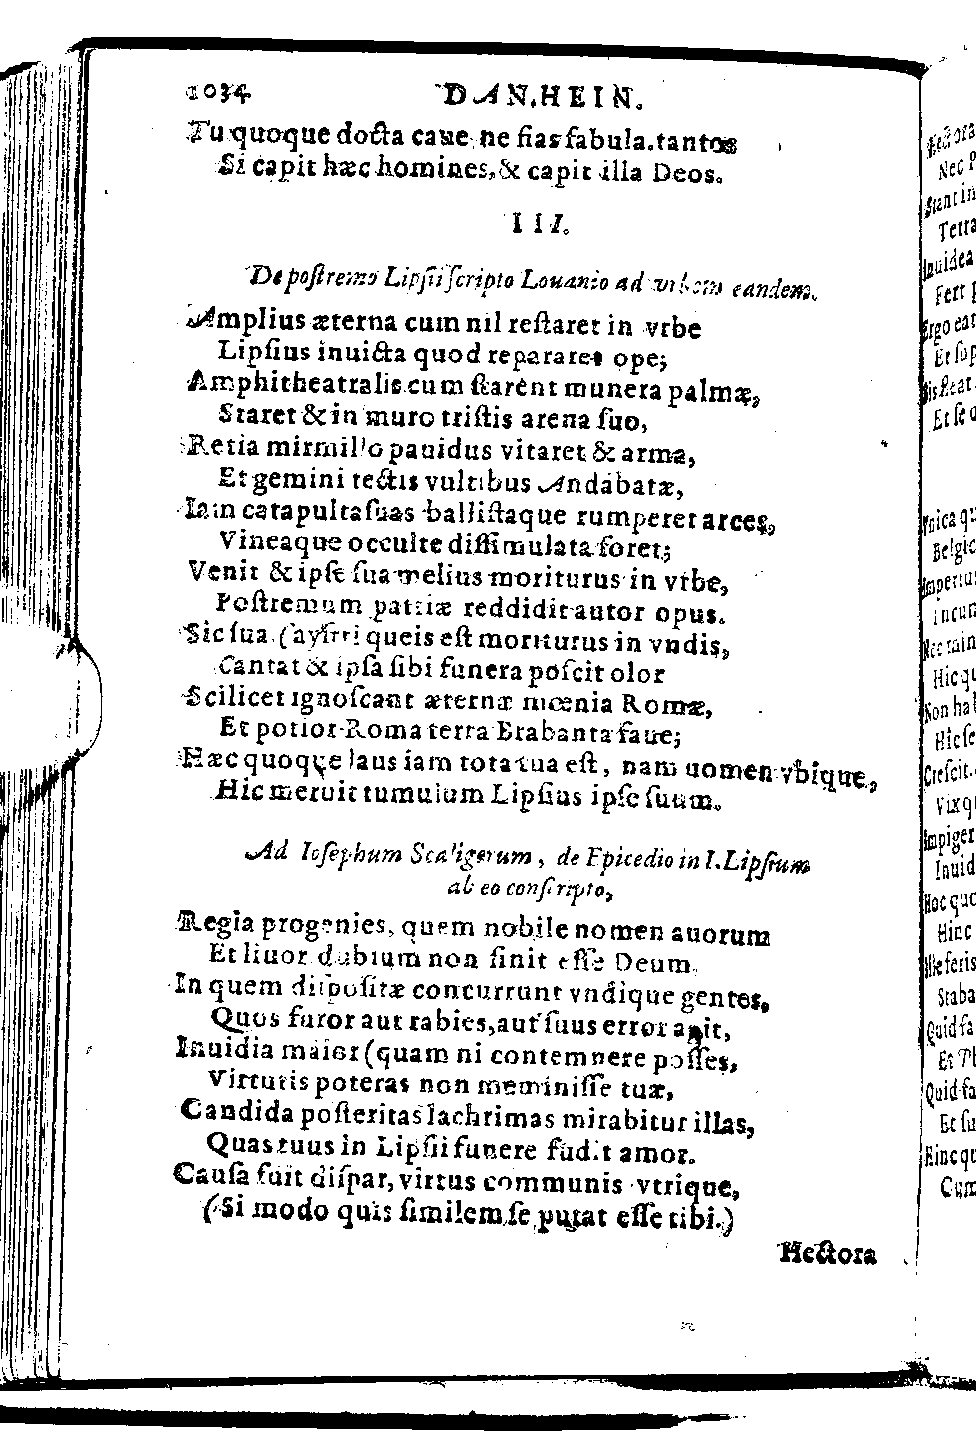 1034 DAN. HEIN.
Tu quoque docta caue ne fias fabula. tantos
Si capit hæc homines, & capit illa Deos.
III.
De postremo Lipsii scripto Louanio ad vrbem eandem.
Amplius æterna cum nil restaret in vrbe
Lipsius inuicta quod repararet ope;
Amphitheatralis cum starent munera palmæ,
Staret & in muro tristis arena suo,
Retia mirmillo pauidus vitaret & arma,
Et gemini tectis vultibus Andabatæ,
Iam catapulta suas ballistaque rumperet arces,
Vineaque occulte dissimulata foret;
Venit & ipse sua melius moriturus in vrbe,
Postremum patriæ reddidit autor opus.
Sic sua queis est moriturus in vndis,
Cantat & ipsa sibi funera poscit olor
Scilicet ignoscant æternæ mœnia Romæ,
Et potior Roma terra Brabanta faue;
Hæc quoque laus iam tota tua est, nam nomen vbique,
Hic meruit tumulum Lipsius ipse suum.
Ad Iosephum Scaligerum, de Epicedio in I. Lipsium
ab eo conscripto,
Regia progenies, quem nobile nomen auorum
Et liuor dubium non sinit esse Deum,
In quem dispositæ concurrunt vndique gentes,
Quos furor aut rabies, aut suus error agit,
Inuidia maior (quam ni contemnere posses,
Virtutis poteras non meminisse tuæ,
Candida posteritas lachrimas mirabitur illas,
Quas tuus in Lipsii funere fudit amor.
Causa fuit dispar, virtus communis vtrique,
(Si modo quis similem se putat esse tibi.)
Hectora